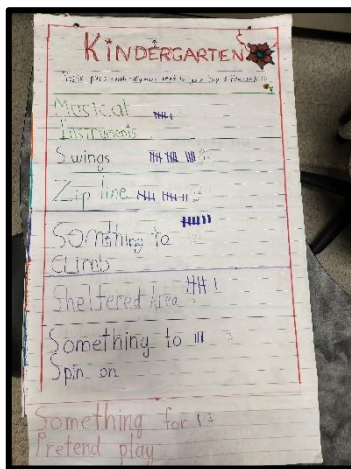 KINDERGARTEN
Musical
Instruments
Swings
Zip line
Something to
CLIMB
Sheltered Area
Something to
Spin on
Something for
Pretend play